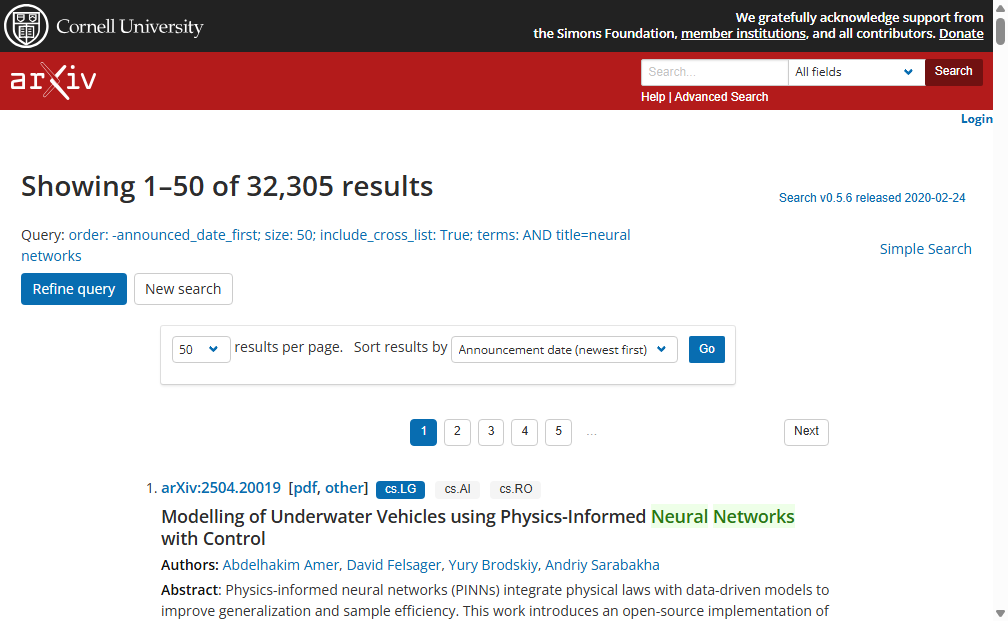 Cornell University
We gratefully acknowledge support from
the Simons Foundation, member institutions, and all contributors. Donate
arXiv
Search...
All fields
Search
Help | Advanced Search
Login
Showing 1–50 of 32,305 results
Search v0.5.6 released 2020-02-24
Query: order: -announced_date_first; size: 50; include_cross_list: True; terms: AND title=neural
networks
Simple Search
Refine query
New search
50 results per page. Sort results by Announcement date (newest first) Go
1 2 3 4 5 ... Next
1. arXiv:2504.20019 [pdf, other] cs.LG cs.AI cs.RO
Modelling of Underwater Vehicles using Physics-Informed Neural Networks
with Control
Authors: Abdelhakim Amer, David Felsager, Yury Brodskiy, Andriy Sarabakha
Abstract: Physics-informed neural networks (PINNs) integrate physical laws with data-driven models to
improve generalization and sample efficiency. This work introduces an open-source implementation of